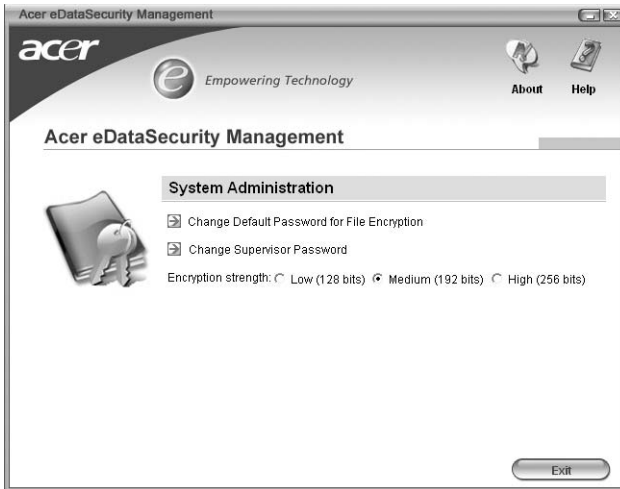 Acer eDataSecurity Management
acer
e Empowering Technology
About Help
Acer eDataSecurity Management
System Administration
Change Default Password for File Encryption
Change Supervisor Password
Encryption strength: Low (128 bits) Medium (192 bits) High (256 bits)
Exit